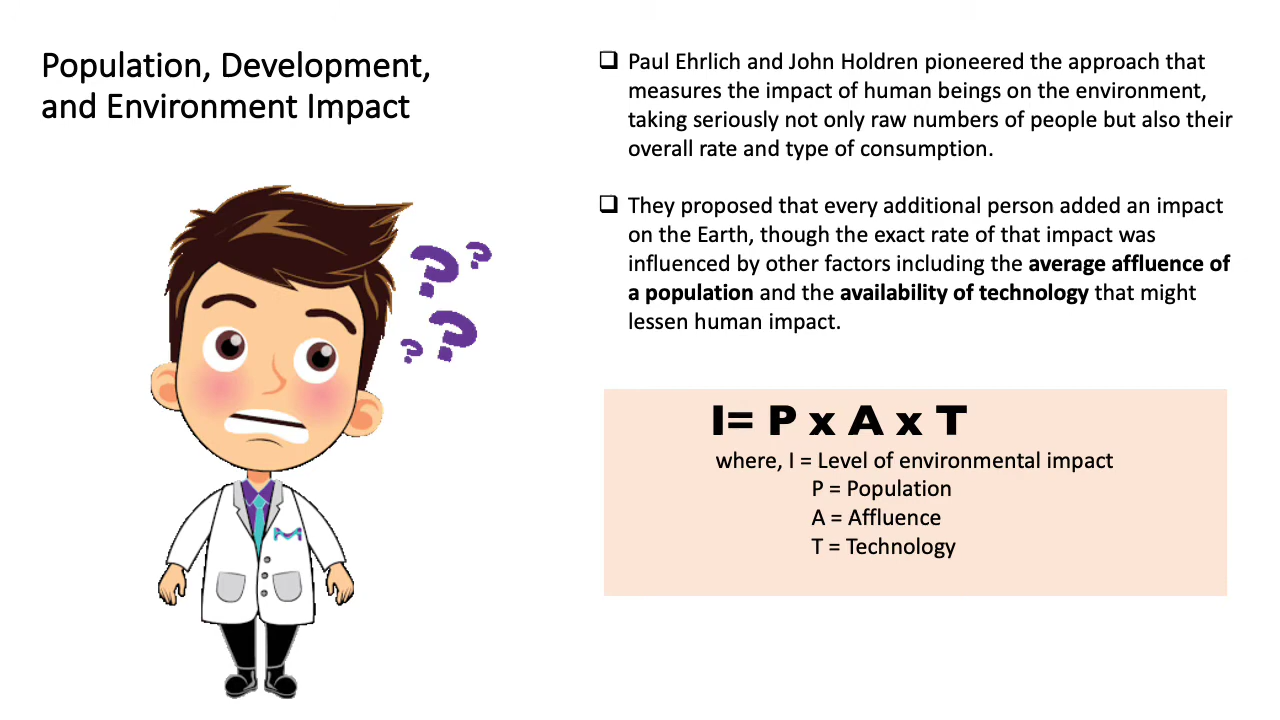 Population, Development,
and Environment Impact
Paul Ehrlich and John Holdren pioneered the approach that
measures the impact of human beings on the environment,
taking seriously not only raw numbers of people but also their
overall rate and type of consumption.
They proposed that every additional person added an impact
on the Earth, though the exact rate of that impact was
influenced by other factors including the average affluence of
a population and the availability of technology that might
lessen human impact.
? ?
? ?
I= P x A x T
where, I = Level of environmental impact
P = Population
A = Affluence
T = Technology